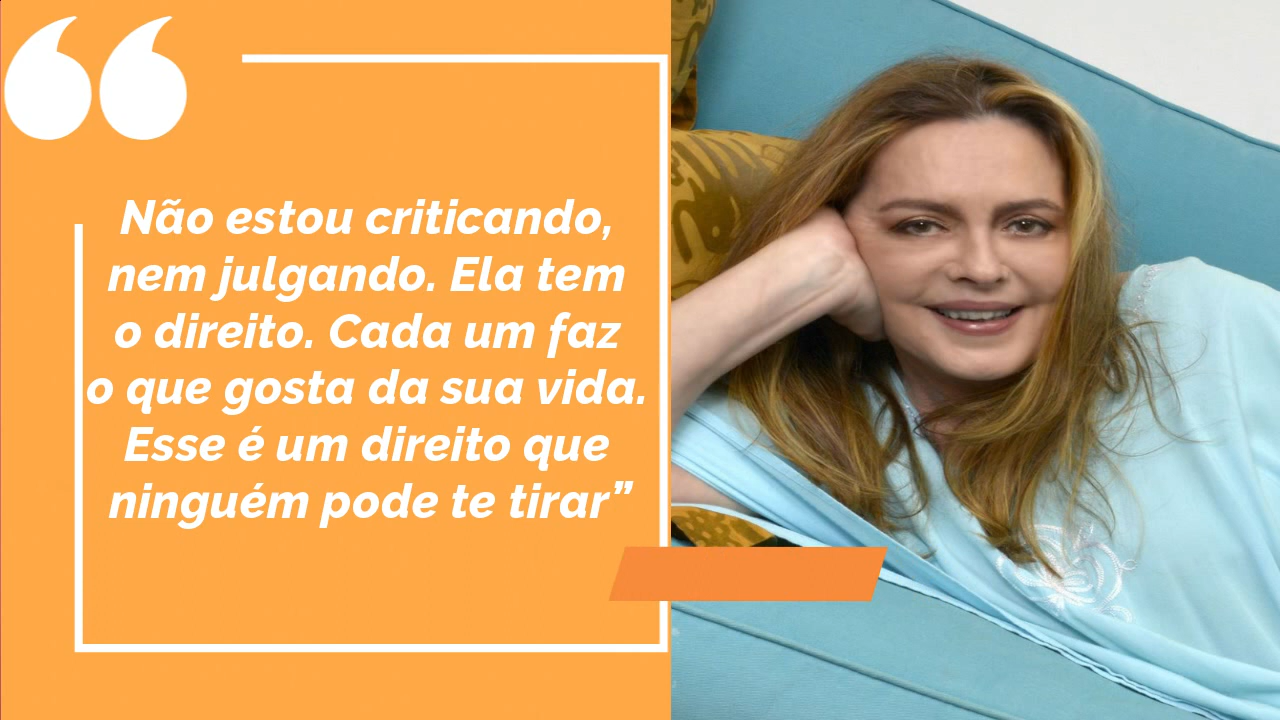 “
Não estou criticando,
nem julgando. Ela tem
o direito. Cada um faz
o que gosta da sua vida.
Esse é um direito que
ninguém pode te tirar”